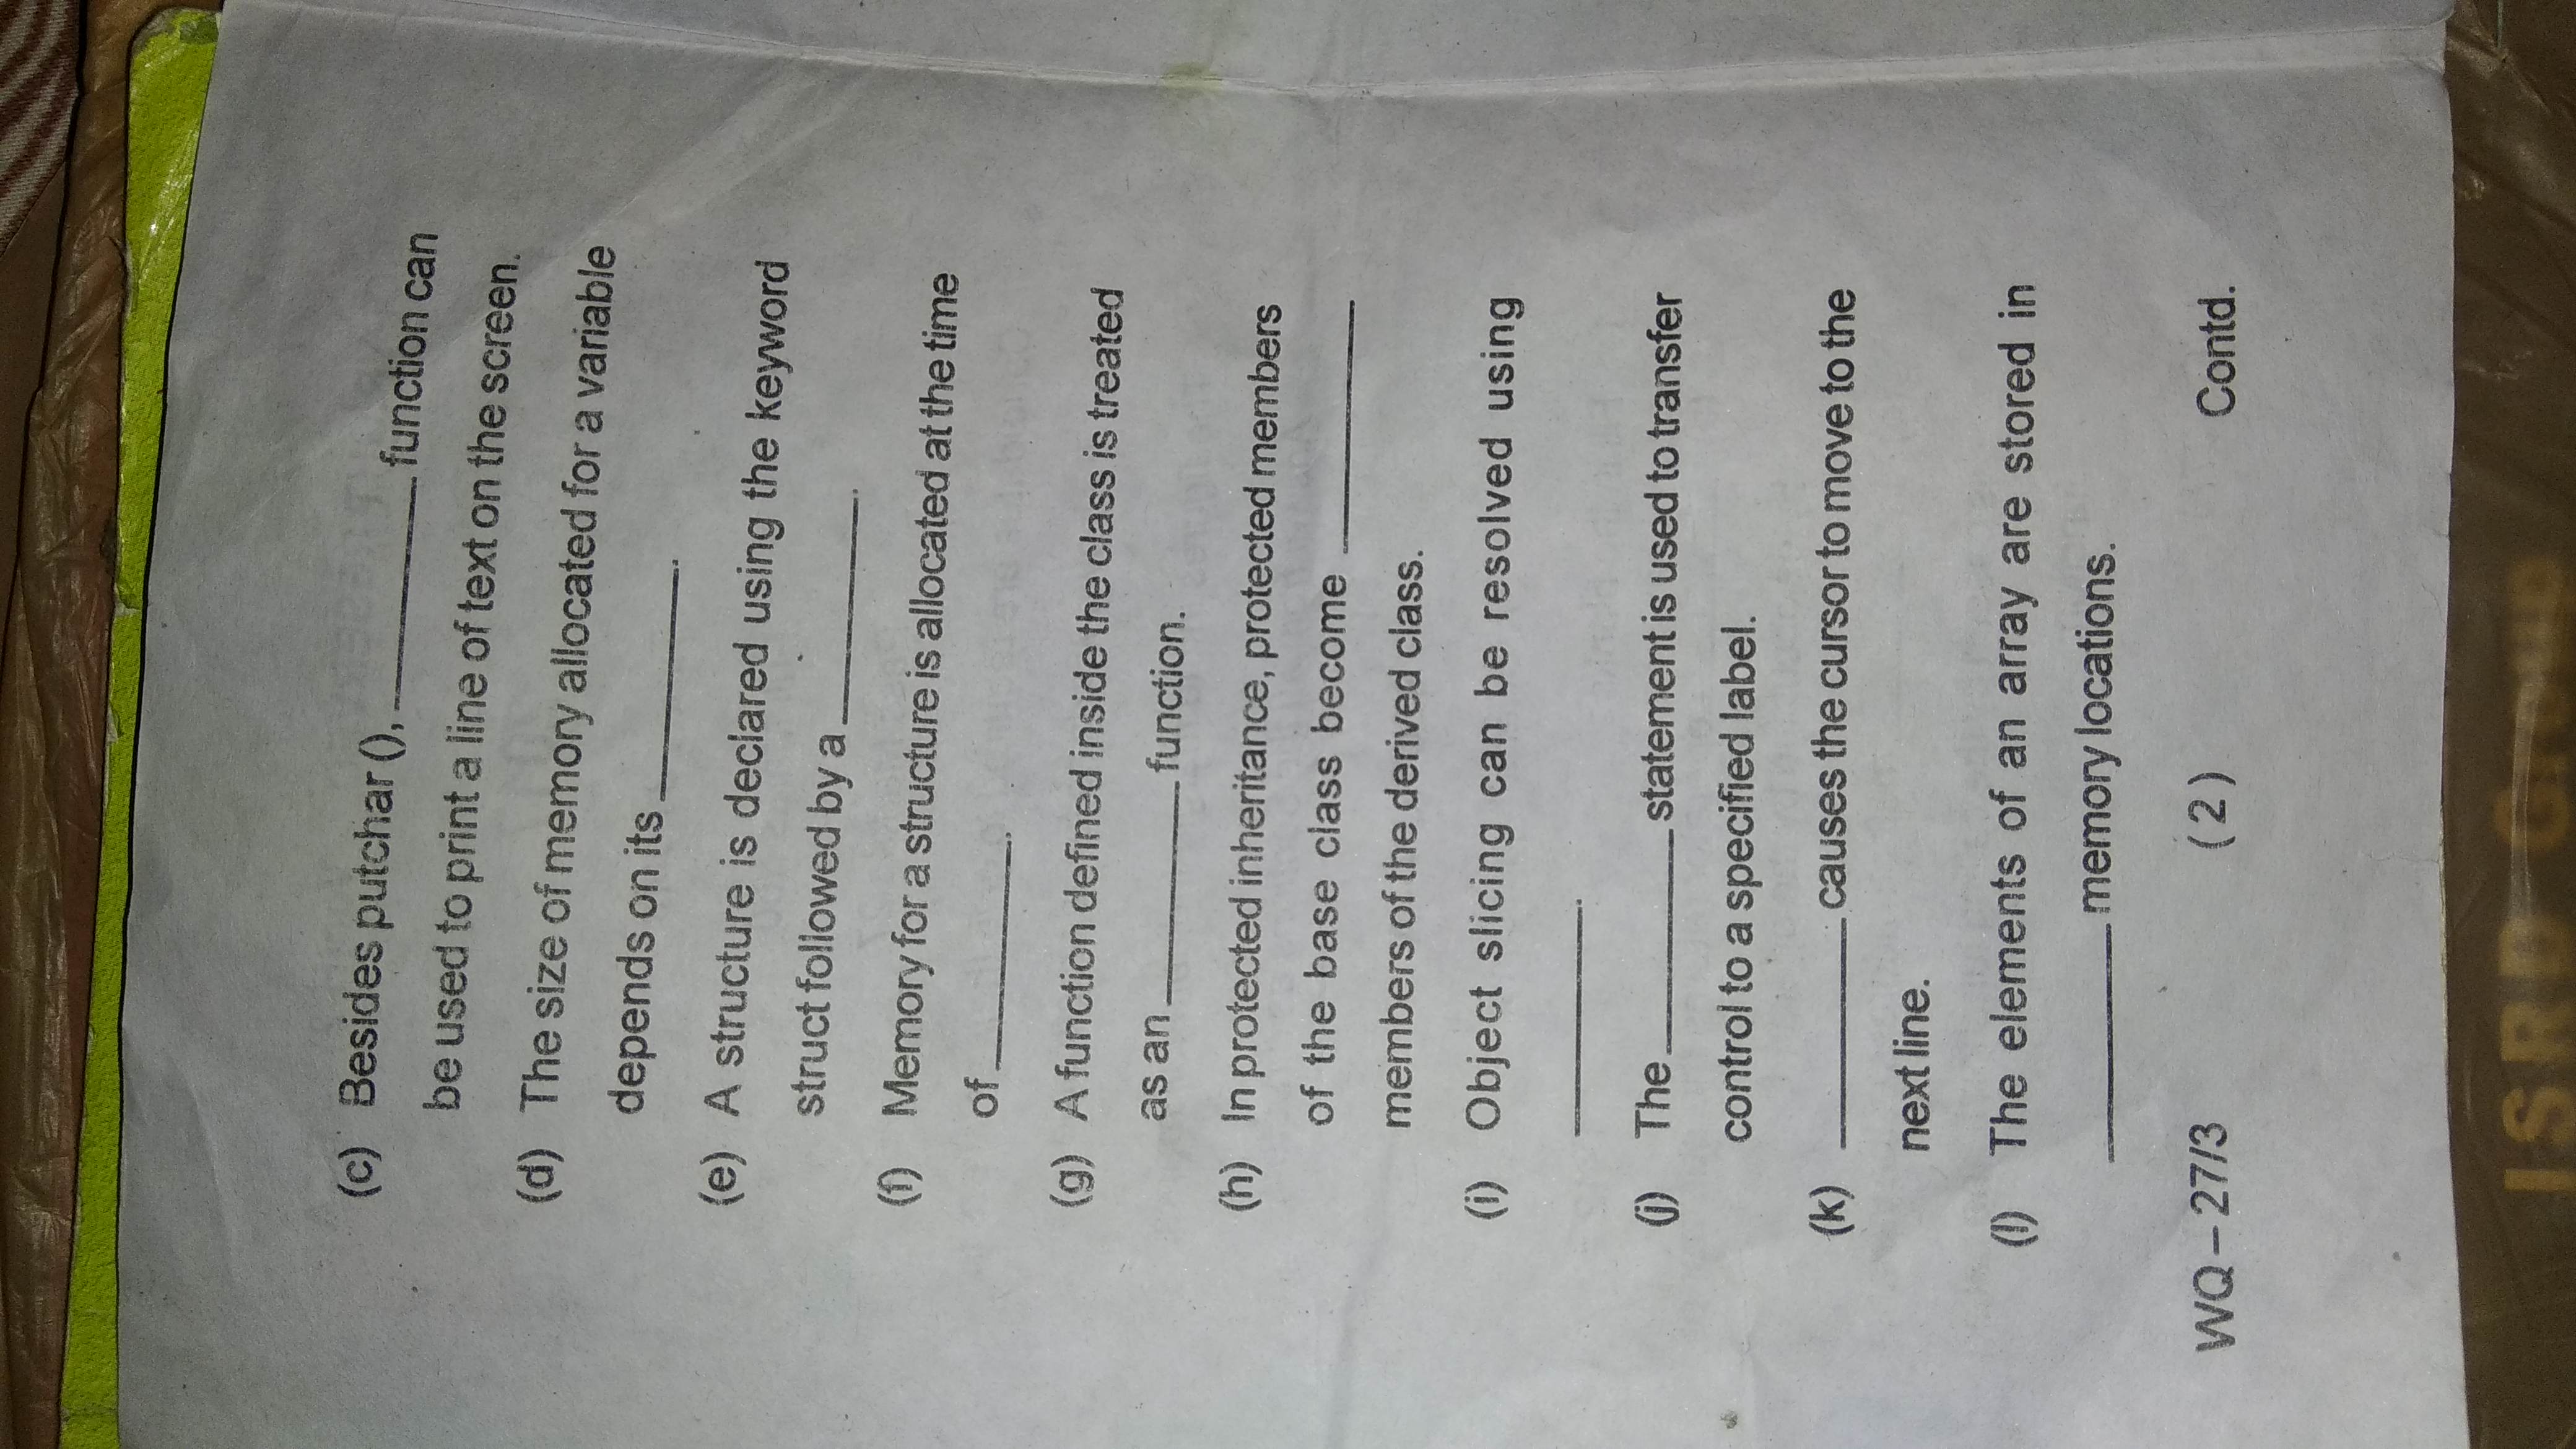 (c) Besides putchar (), ________ function can
be used to print a line of text on the screen.
(d) The size of memory allocated for a variable
depends on its ________.
(e) A structure is declared using the keyword
struct followed by a ________.
(f) Memory for a structure is allocated at the time
of ________.
(g) A function defined inside the class is treated
as an ________ function.
(h) In protected inheritance, protected members
of the base class become ________
members of the derived class.
(i) Object slicing can be resolved using
________.
(j) The ________ statement is used to transfer
control to a specified label.
(k) ________ causes the cursor to move to the
next line.
(l) The elements of an array are stored in
________ memory locations.
WQ – 27/3 (2) Contd.